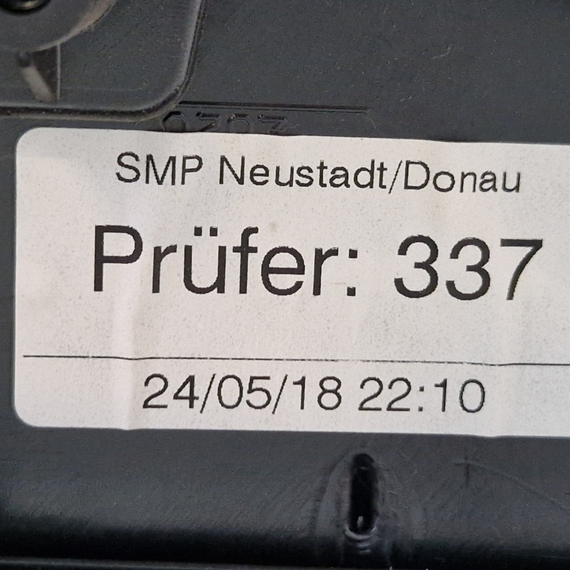 SMP Neustadt/Donau
Prüfer: 337
24/05/18 22:10